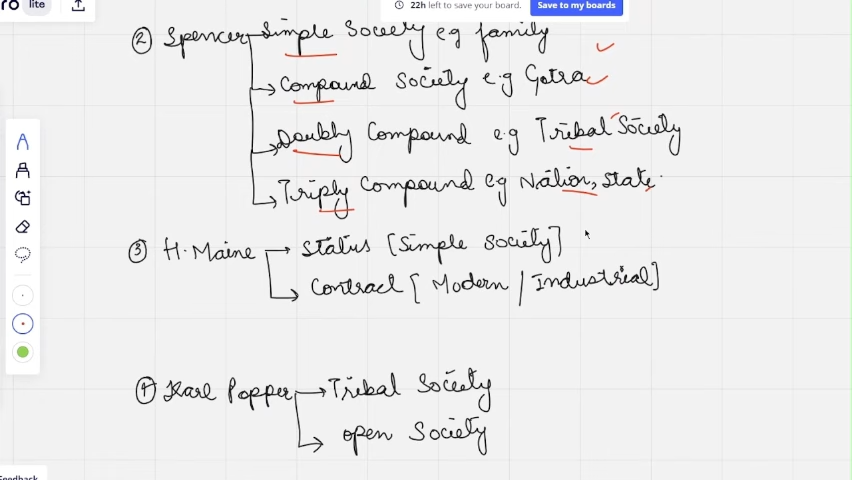 ro lite
22h left to save your board. Save to my boards
② Spencer → Simple Society e.g family
→ Compound Society e.g Gotra
→ Doubly Compound e.g Tribal Society
→ Triply Compound eg Nation, state.
③ H. Maine → Status [Simple Society]
→ Contract [Modern / Industrial]
④ Karl Popper → Tribal Society
→ open Society
Feedback